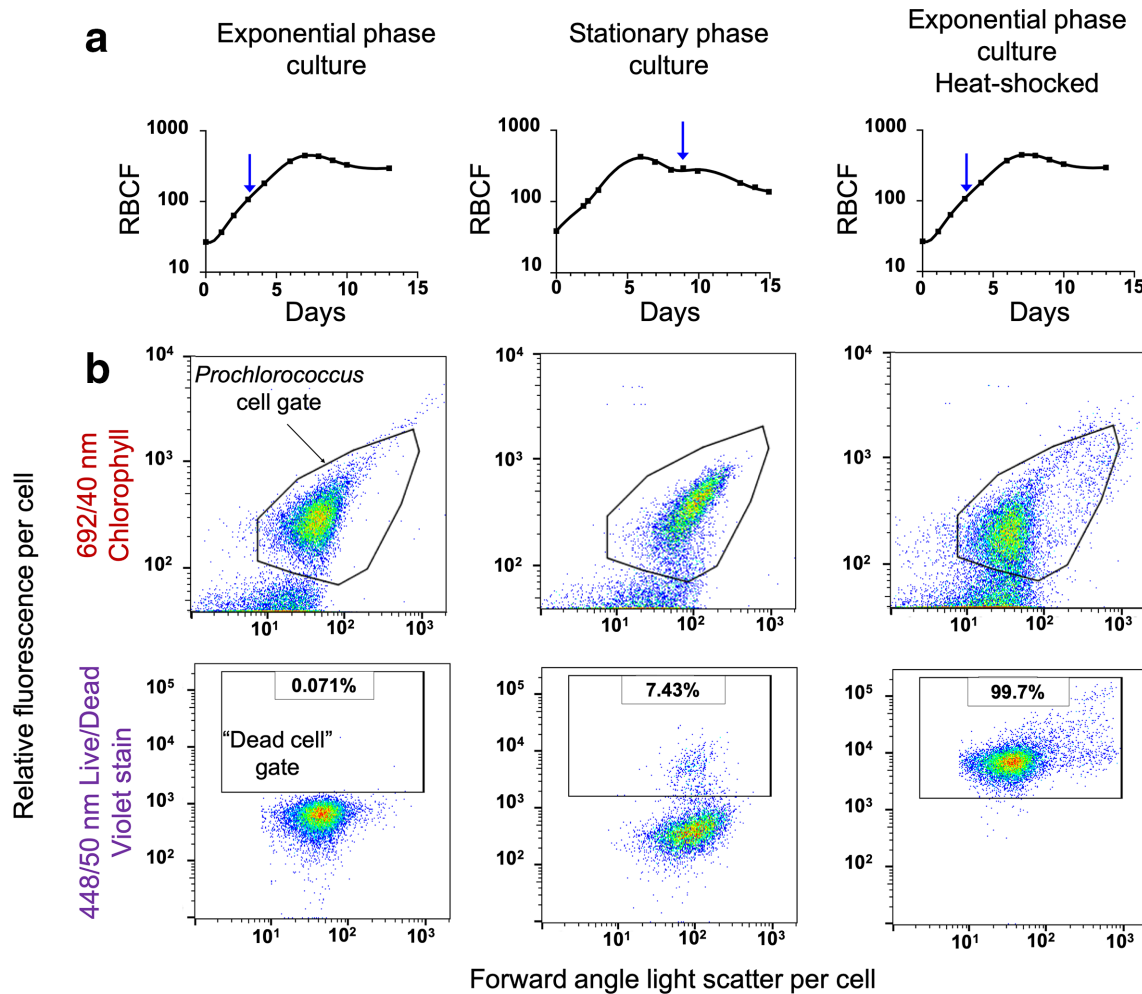 a
Exponential phase
culture
Stationary phase
culture
Exponential phase
culture
Heat-shocked
RBCF
1000
100
10
0
5
10
15
Days
RBCF
1000
100
10
0
5
10
15
Days
RBCF
1000
100
10
0
5
10
15
Days
b
Relative fluorescence per cell
692/40 nm
Chlorophyll
10⁴
10³
10²
10¹
10²
10³
Prochlorococcus
cell gate
10⁴
10³
10²
10¹
10²
10³
10⁴
10³
10²
10¹
10²
10³
448/50 nm Live/Dead
Violet stain
10⁵
10⁴
10³
10²
10¹
10²
10³
0.071%
“Dead cell”
gate
10⁵
10⁴
10³
10²
10¹
10²
10³
7.43%
10⁵
10⁴
10³
10²
10¹
10²
10³
99.7%
Forward angle light scatter per cell